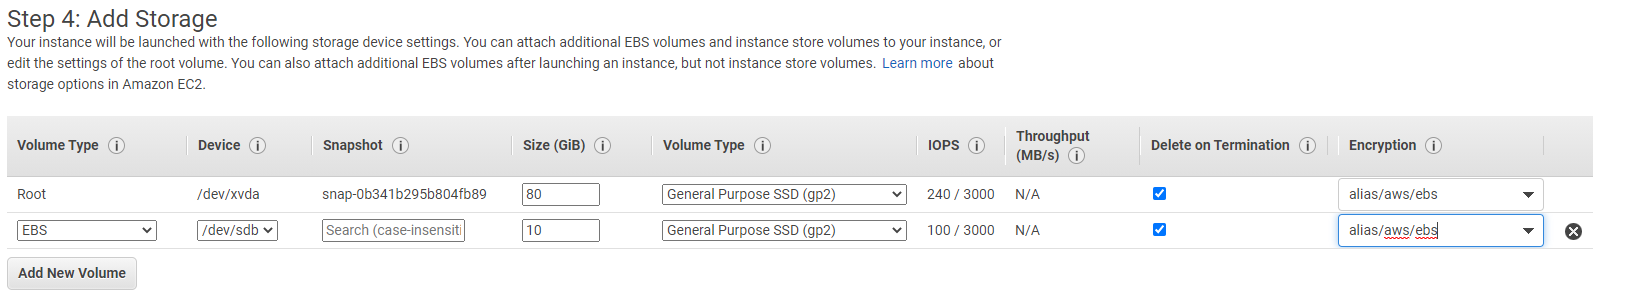 Step 4: Add Storage
Your instance will be launched with the following storage device settings. You can attach additional EBS volumes and instance store volumes to your instance, or
edit the settings of the root volume. You can also attach additional EBS volumes after launching an instance, but not instance store volumes. Learn more about
storage options in Amazon EC2.
Volume Type Device Snapshot Size (GiB) Volume Type IOPS Throughput (MB/s) Delete on Termination Encryption
Root /dev/xvda snap-0b341b295b804fb89 80 General Purpose SSD (gp2) 240 / 3000 N/A alias/aws/ebs
EBS /dev/sdb Search (case-insensiti 10 General Purpose SSD (gp2) 100 / 3000 N/A alias/aws/ebs
Add New Volume